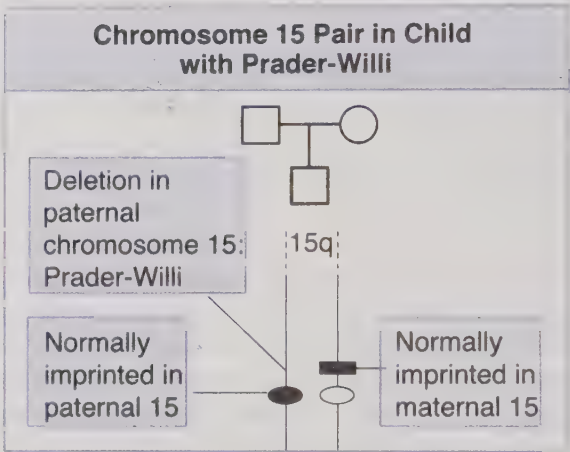 Chromosome 15 Pair in Child
with Prader-Willi
Deletion in
paternal
chromosome 15:
Prader-Willi
15q
Normally
imprinted in
paternal 15
Normally
imprinted in
maternal 15